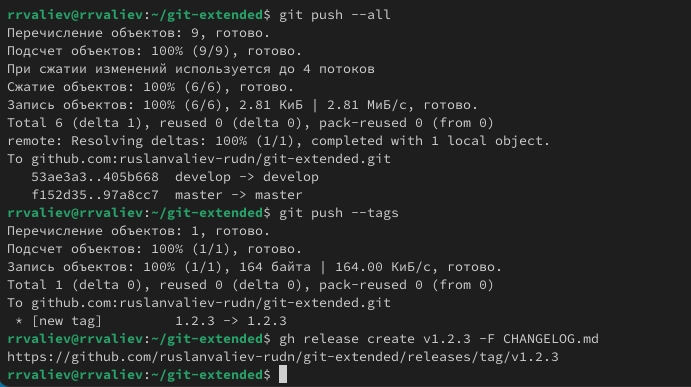 rrvaliev@rrvaliev:~/git-extended$ git push --all
Перечисление объектов: 9, готово.
Подсчет объектов: 100% (9/9), готово.
При сжатии изменений используется до 4 потоков
Сжатие объектов: 100% (6/6), готово.
Запись объектов: 100% (6/6), 2.81 КиБ | 2.81 МиБ/с, готово.
Total 6 (delta 1), reused 0 (delta 0), pack-reused 0 (from 0)
remote: Resolving deltas: 100% (1/1), completed with 1 local object.
To github.com:ruslanvaliev-rudn/git-extended.git
   53ae3a3..405b668  develop -> develop
   f152d35..97a8cc7  master -> master
rrvaliev@rrvaliev:~/git-extended$ git push --tags
Перечисление объектов: 1, готово.
Подсчет объектов: 100% (1/1), готово.
Запись объектов: 100% (1/1), 164 байта | 164.00 КиБ/с, готово.
Total 1 (delta 0), reused 0 (delta 0), pack-reused 0 (from 0)
To github.com:ruslanvaliev-rudn/git-extended.git
 * [new tag]         1.2.3 -> 1.2.3
rrvaliev@rrvaliev:~/git-extended$ gh release create v1.2.3 -F CHANGELOG.md
https://github.com/ruslanvaliev-rudn/git-extended/releases/tag/v1.2.3
rrvaliev@rrvaliev:~/git-extended$